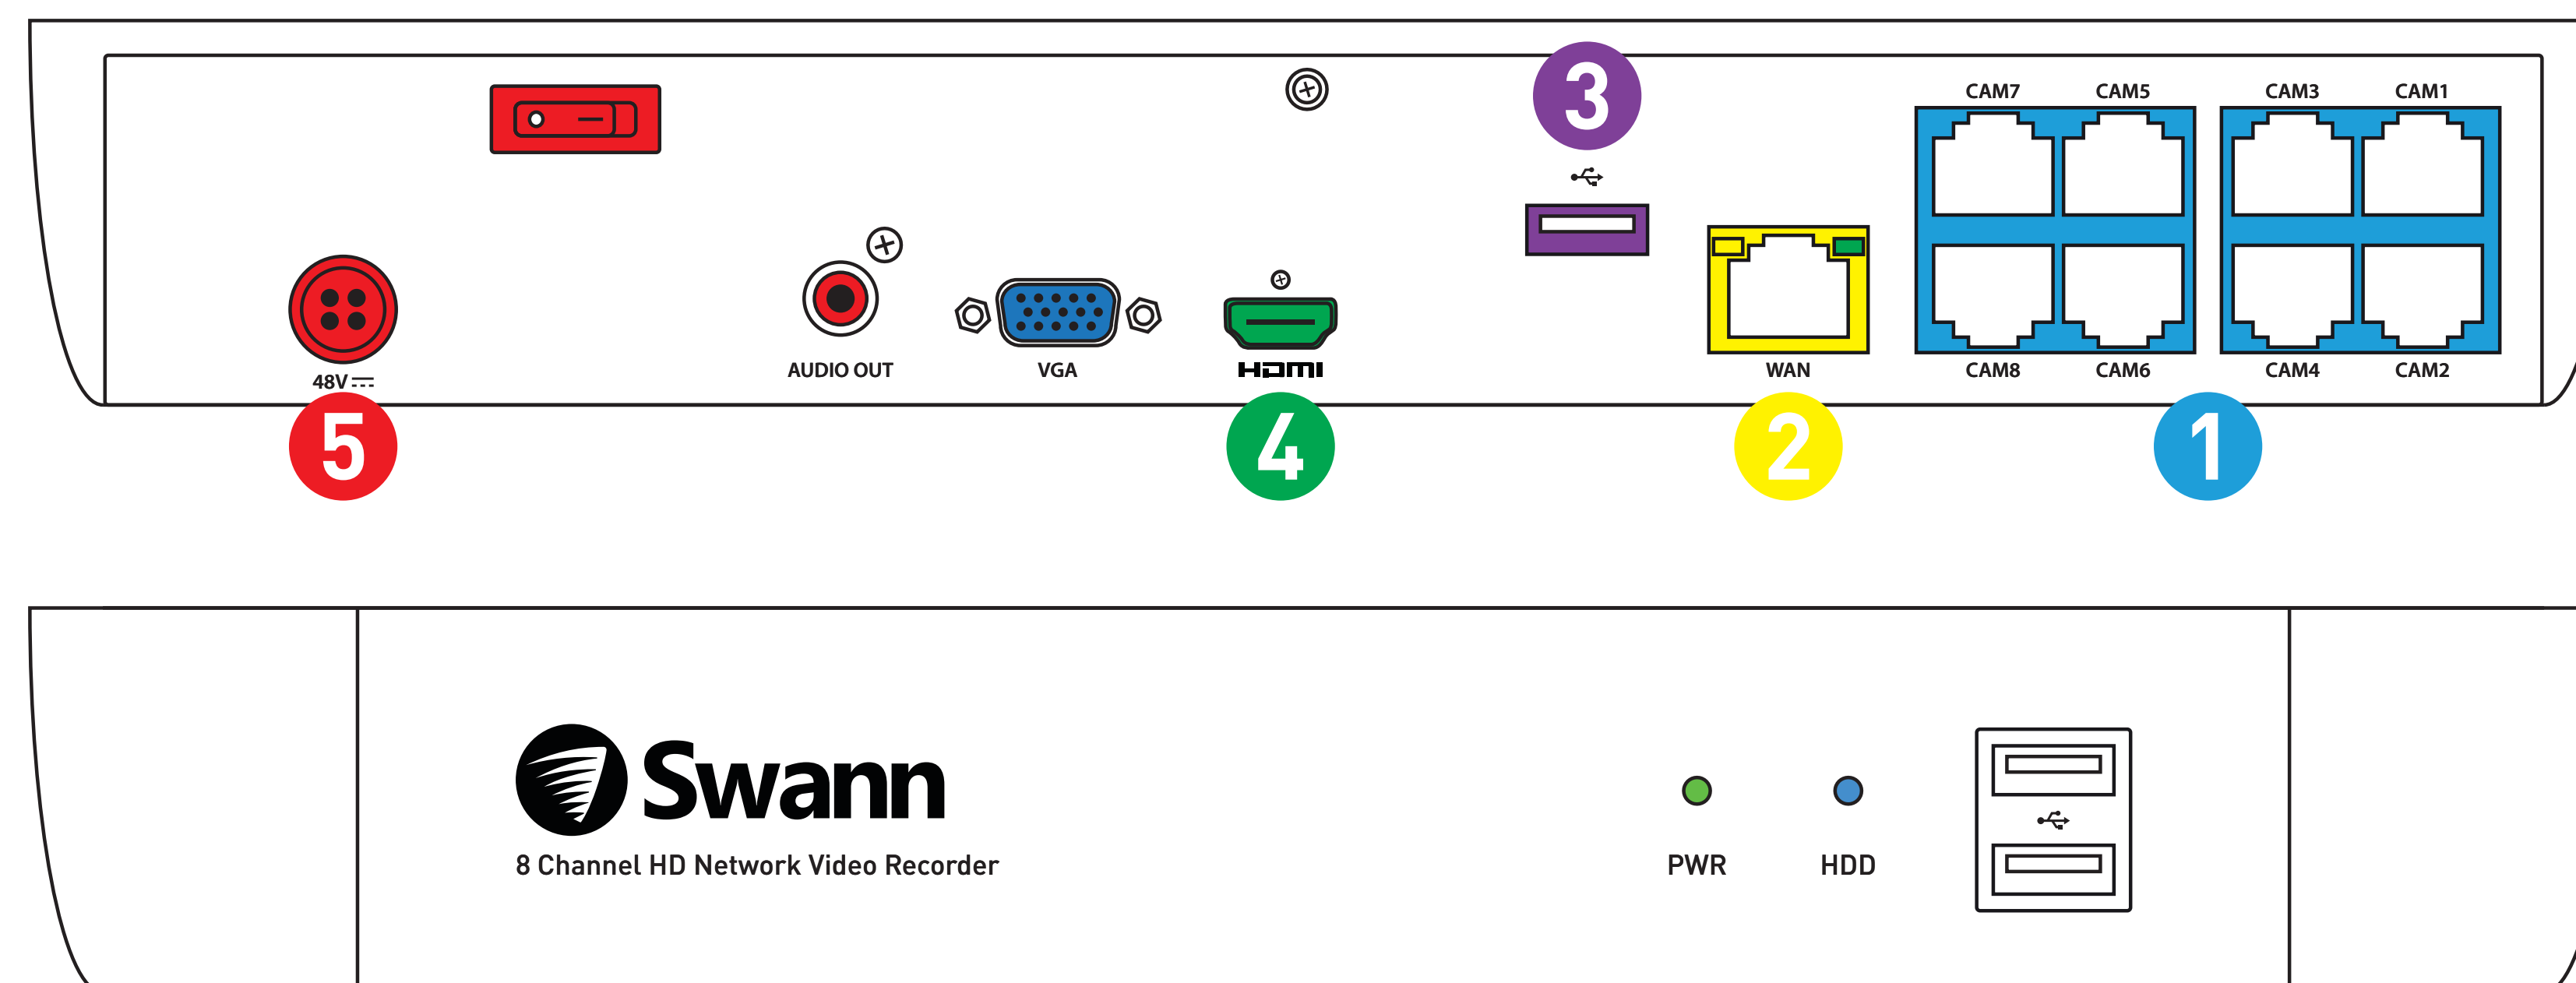 3
CAM7 CAM5 CAM3 CAM1
48V
AUDIO OUT
VGA
HDMI
WAN
CAM8 CAM6 CAM4 CAM2
5
4
2
1
Swann
8 Channel HD Network Video Recorder
PWR
HDD